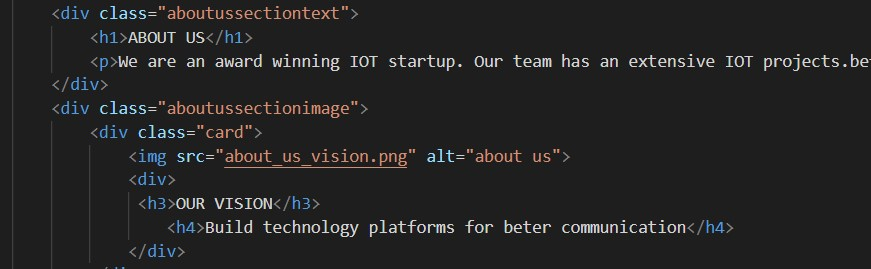 <div class="aboutussectiontext">
<h1>ABOUT US</h1>
<p>We are an award winning IOT startup. Our team has an extensive IOT projects.be
</div>
<div class="aboutussectionimage">
<div class="card">
<img src="about_us_vision.png" alt="about us">
<div>
<h3>OUR VISION</h3>
<h4>Build technology platforms for beter communication</h4>
</div>